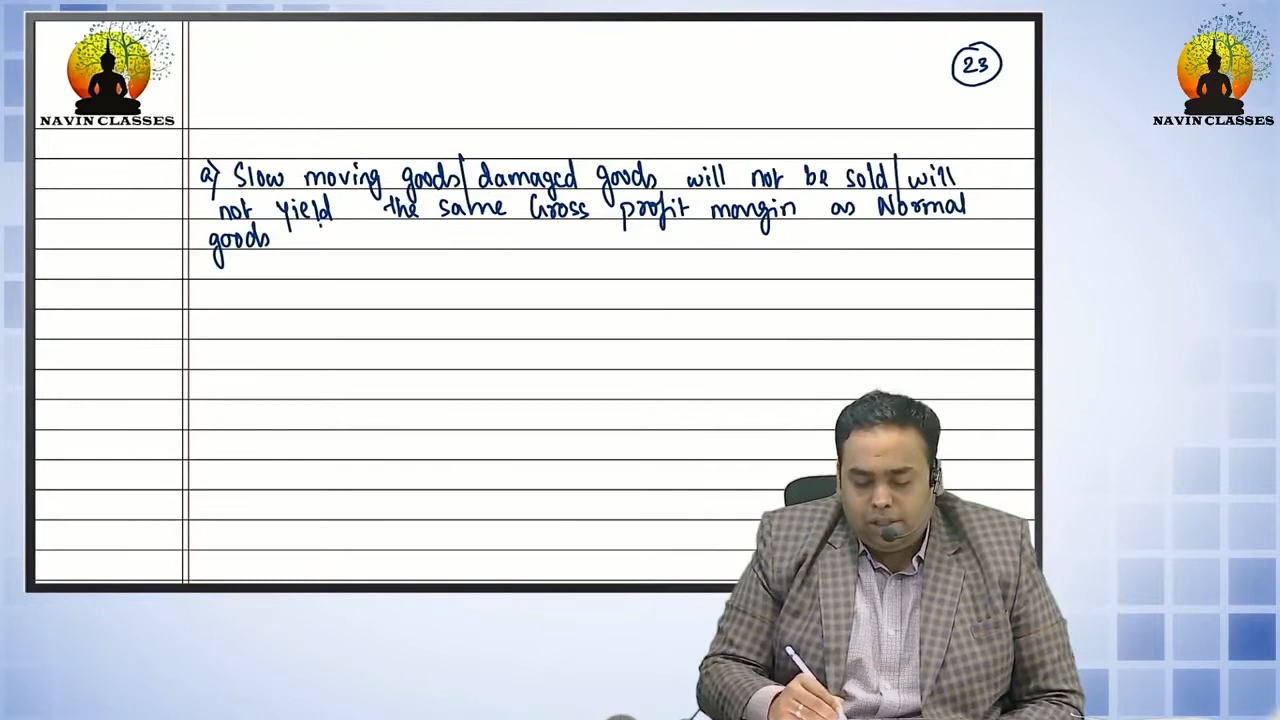 NAVIN CLASSES
NAVIN CLASSES
23
a) Slow moving goods/damaged goods will not be sold/will
not yield the same Gross profit margin as Normal
goods